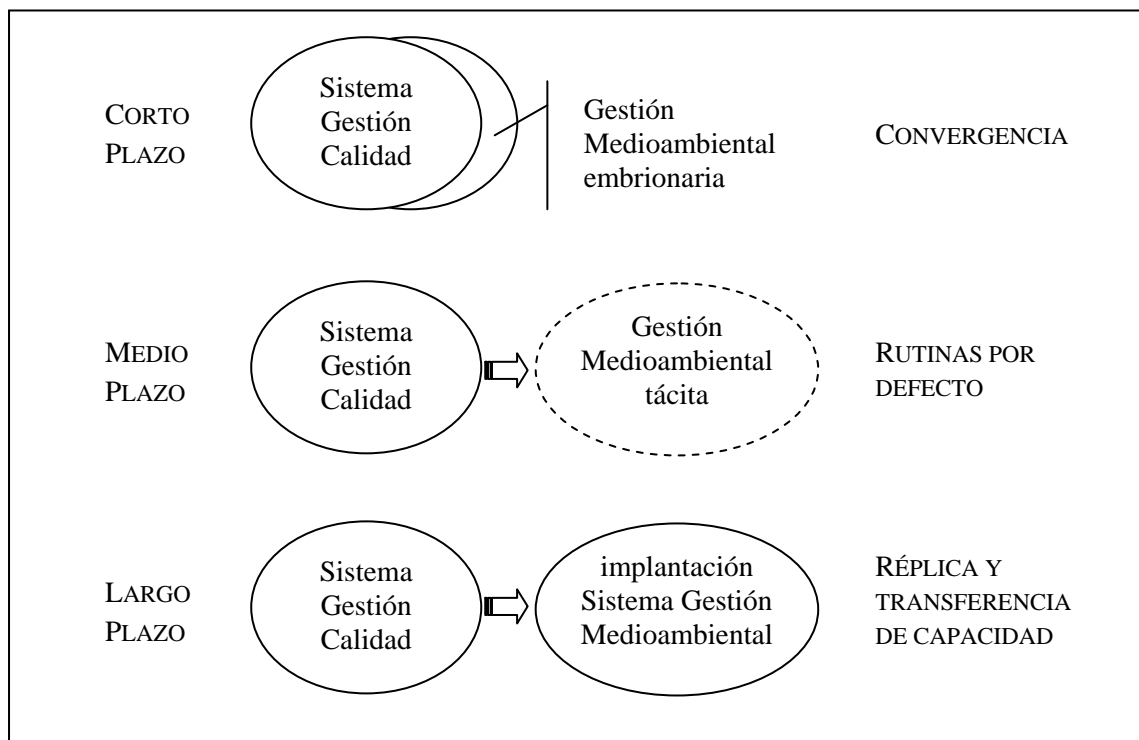 CORTO
PLAZO
Sistema
Gestión
Calidad
Gestión
Medioambiental
embrionaria
CONVERGENCIA
MEDIO
PLAZO
Sistema
Gestión
Calidad
Gestión
Medioambiental
tácita
RUTINAS POR
DEFECTO
LARGO
PLAZO
Sistema
Gestión
Calidad
implantación
Sistema Gestión
Medioambiental
RÉPLICA Y
TRANSFERENCIA
DE CAPACIDAD